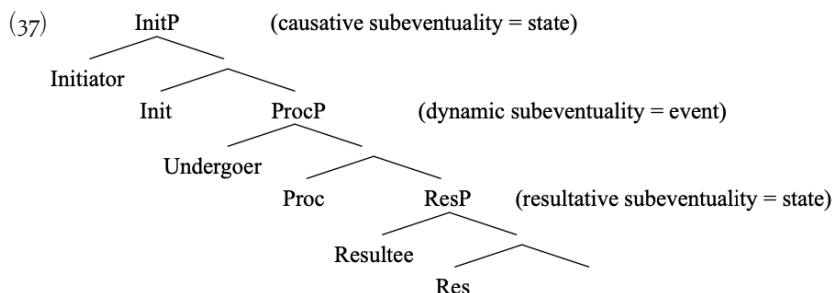 (37) InitP (causative subeventuality = state)
Initiator
Init ProcP (dynamic subeventuality = event)
Undergoer
Proc ResP (resultative subeventuality = state)
Resultee
Res